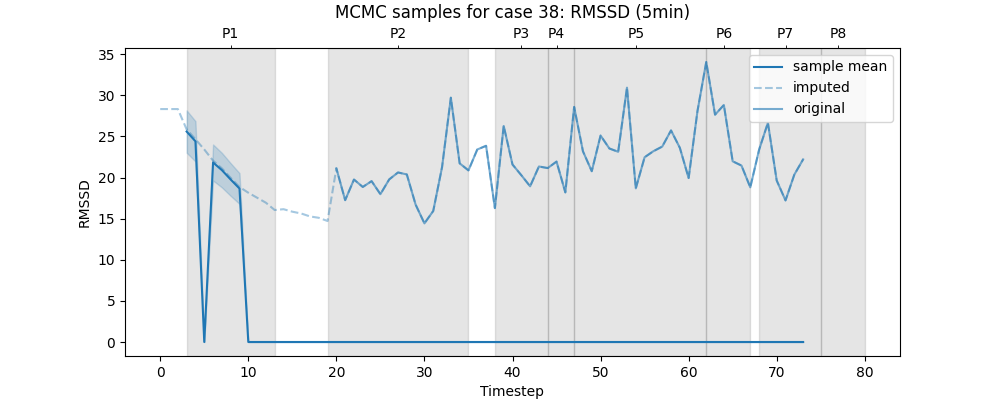 MCMC samples for case 38: RMSSD (5min)
P1 P2 P3 P4 P5 P6 P7 P8
35
30
25
20
15
10
5
0
RMSSD
sample mean
imputed
original
0 10 20 30 40 50 60 70 80
Timestep